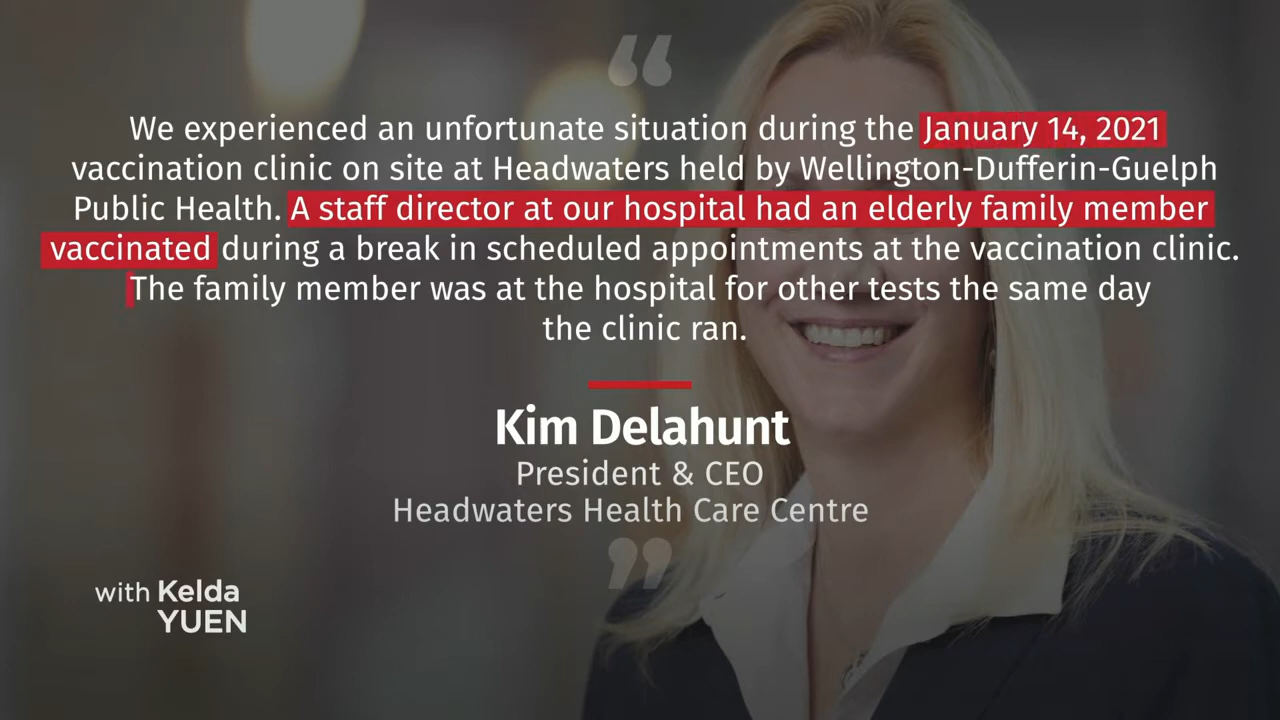 “
We experienced an unfortunate situation during the January 14, 2021
vaccination clinic on site at Headwaters held by Wellington-Dufferin-Guelph
Public Health. A staff director at our hospital had an elderly family member
vaccinated during a break in scheduled appointments at the vaccination clinic.
The family member was at the hospital for other tests the same day
the clinic ran.
Kim Delahunt
President & CEO
Headwaters Health Care Centre
”
with Kelda
YUEN